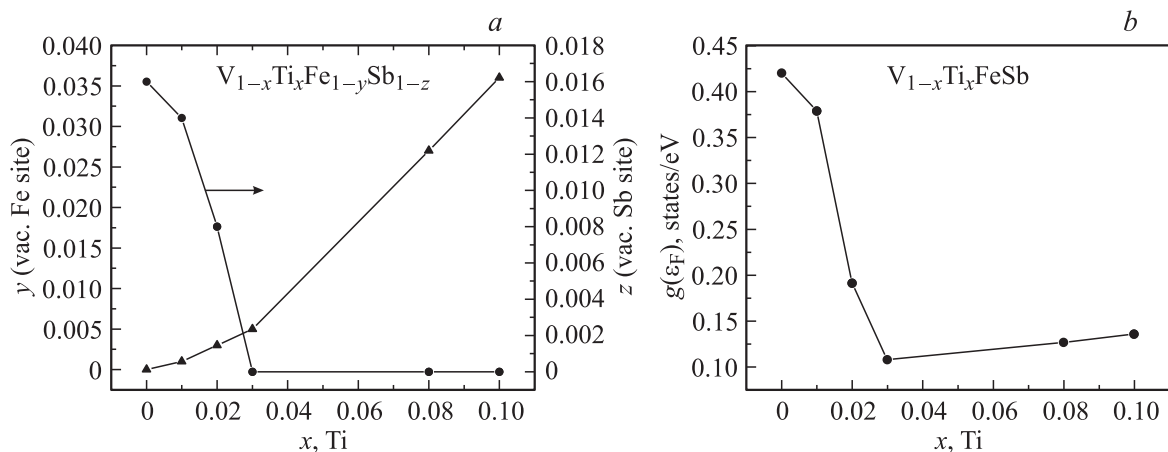 a
V1−xTixFe1−ySb1−z
0.040
0.035
0.030
0.025
0.020
0.015
0.010
0.005
0
y (vac. Fe site)
0.018
0.016
0.014
0.012
0.010
0.008
0.006
0.004
0.002
0
z (vac. Sb site)
0 0.02 0.04 0.06 0.08 0.10
x, Ti
b
V1−xTixFeSb
0.45
0.40
0.35
0.30
0.25
0.20
0.15
0.10
g(εF), states/eV
0 0.02 0.04 0.06 0.08 0.10
x, Ti